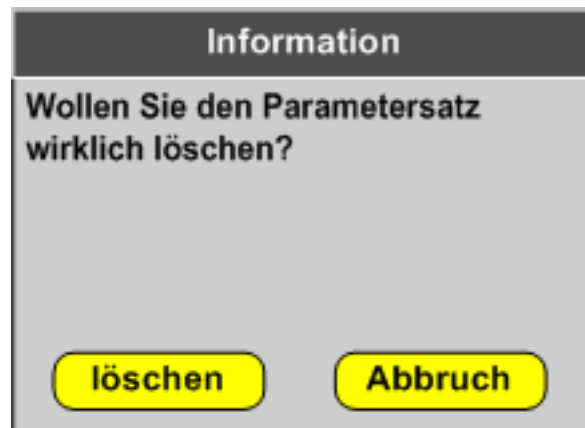 Information
Wollen Sie den Parametersatz
wirklich löschen?
löschen
Abbruch